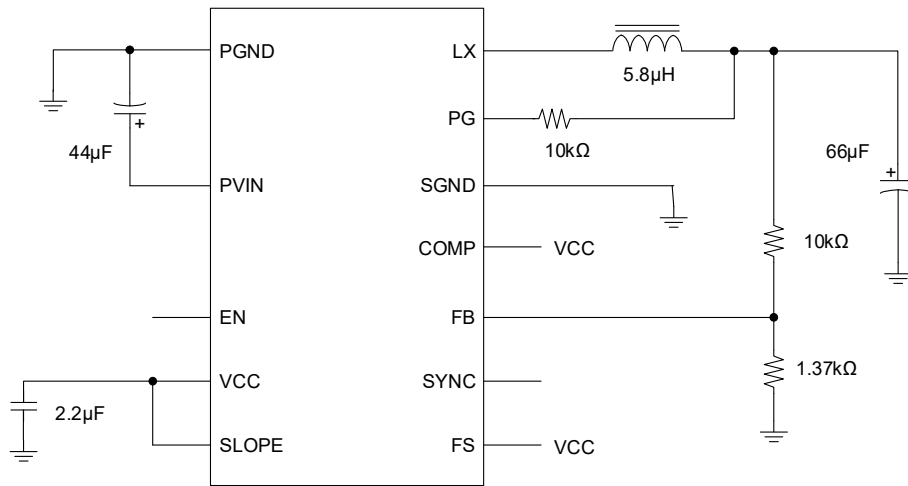 PGND
LX
5.8µH
+
44µF
PG
10kΩ
66µF
+
PVIN
SGND
COMP
VCC
10kΩ
EN
FB
VCC
SYNC
1.37kΩ
2.2µF
SLOPE
FS
VCC